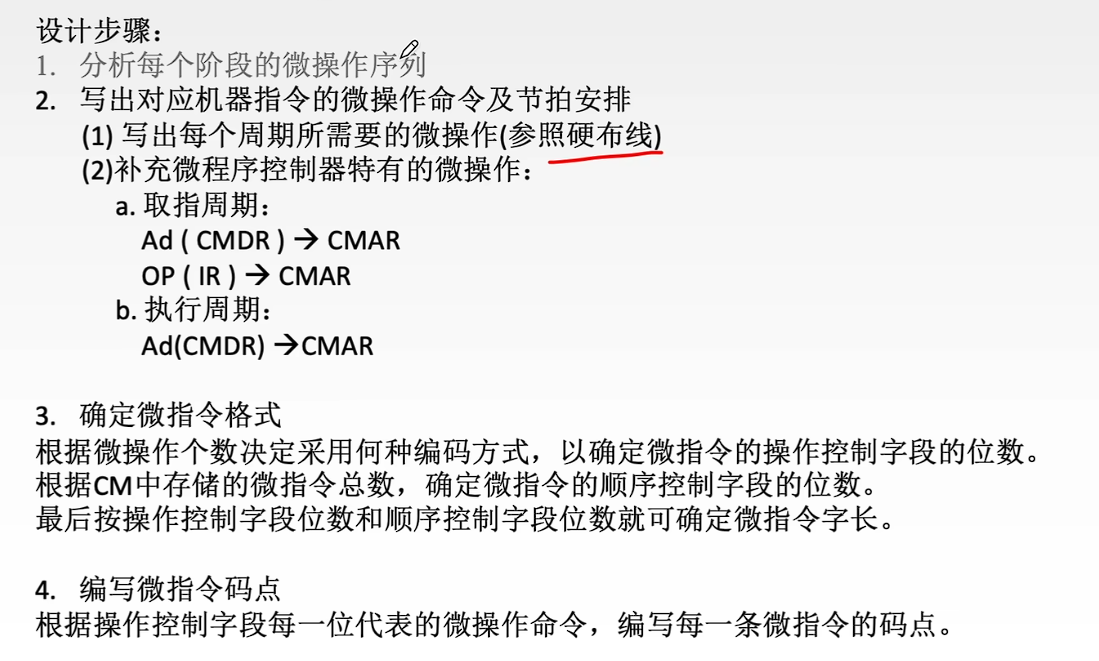 设计步骤：
1. 分析每个阶段的微操作序列
2. 写出对应机器指令的微操作命令及节拍安排
(1) 写出每个周期所需要的微操作(参照硬布线)
(2)补充微程序控制器特有的微操作：
a. 取指周期：
Ad ( CMDR ) → CMAR
OP ( IR ) → CMAR
b. 执行周期：
Ad(CMDR) →CMAR
3. 确定微指令格式
根据微操作个数决定采用何种编码方式，以确定微指令的操作控制字段的位数。
根据CM中存储的微指令总数，确定微指令的顺序控制字段的位数。
最后按操作控制字段位数和顺序控制字段位数就可确定微指令字长。
4. 编写微指令码点
根据操作控制字段每一位代表的微操作命令，编写每一条微指令的码点。